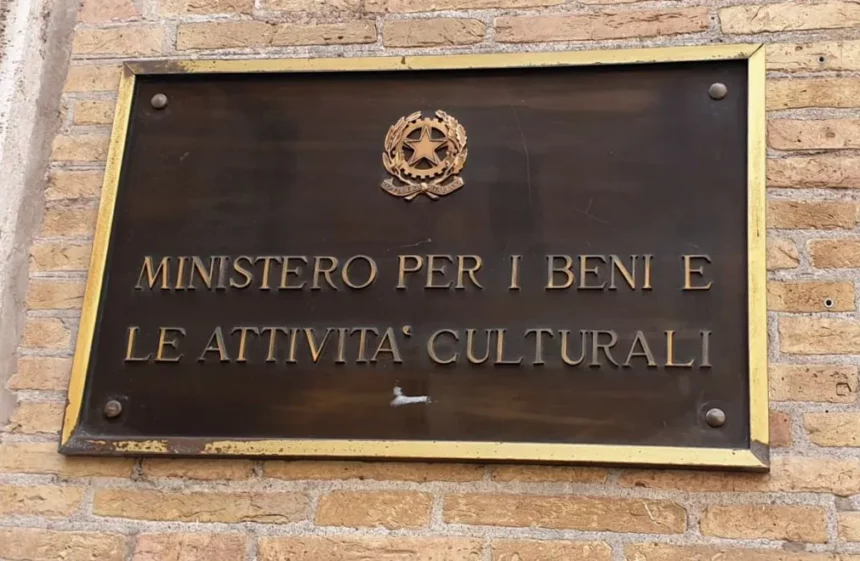 MINISTERO PER I BENI E
LE ATTIVITA' CULTURALI